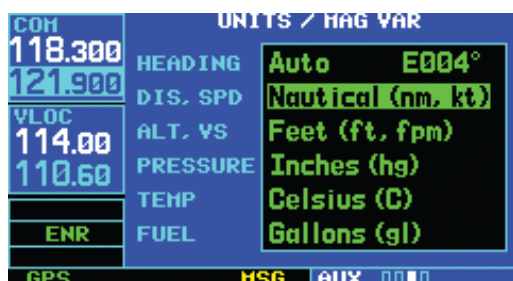 COM
UNITS / MAG VAR
118.300
121.900
VLOC
114.00
110.60
ENR
HEADING Auto E004°
DIS, SPD Nautical (nm, kt)
ALT, VS Feet (ft, fpm)
PRESSURE Inches (hg)
TEMP Celsius (C)
FUEL Gallons (gl)
GPS MSG AUX